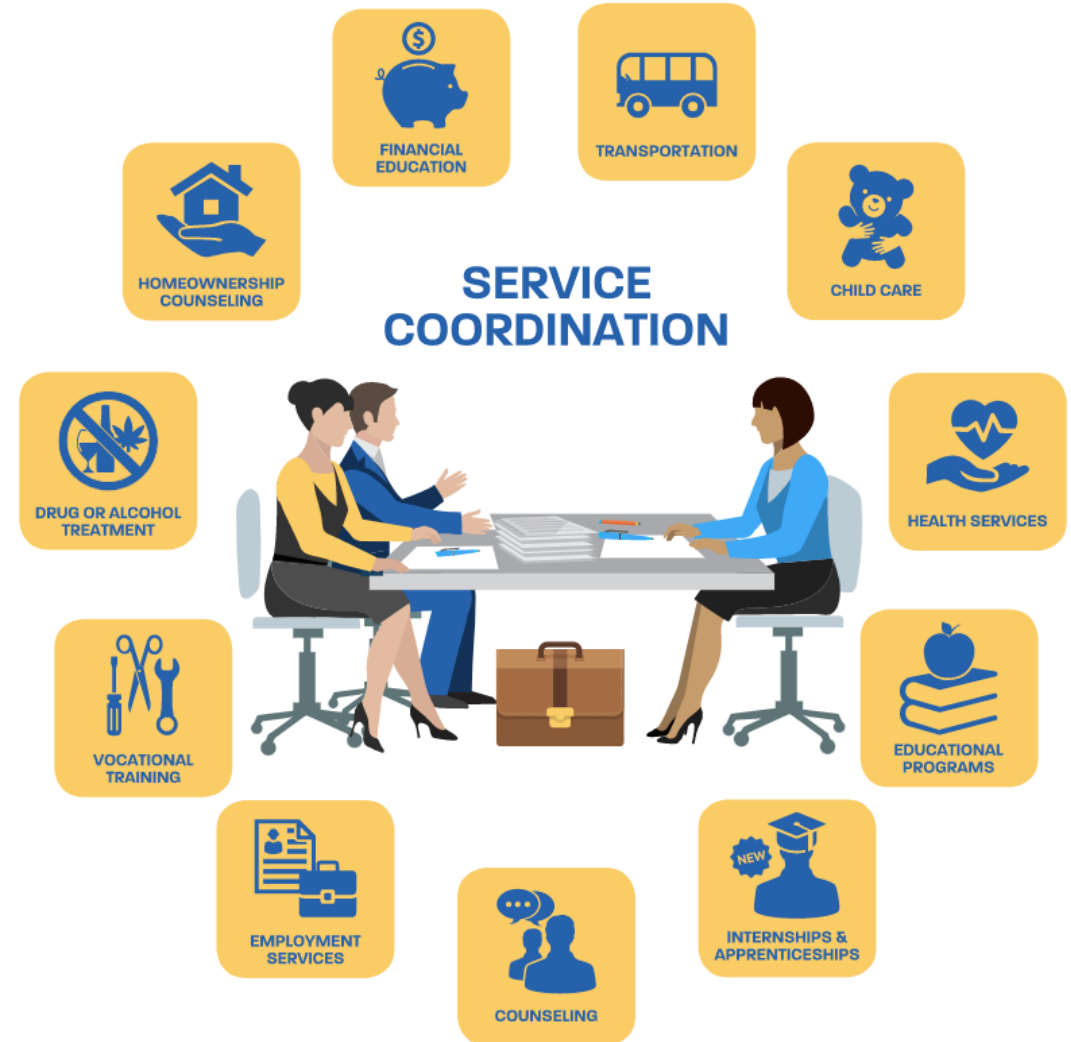 SERVICE
COORDINATION
$
FINANCIAL
EDUCATION
TRANSPORTATION
CHILD CARE
HEALTH SERVICES
EDUCATIONAL
PROGRAMS
NEW
INTERNSHIPS &
APPRENTICESHIPS
COUNSELING
EMPLOYMENT
SERVICES
VOCATIONAL
TRAINING
DRUG OR ALCOHOL
TREATMENT
HOMEOWNERSHIP
COUNSELING